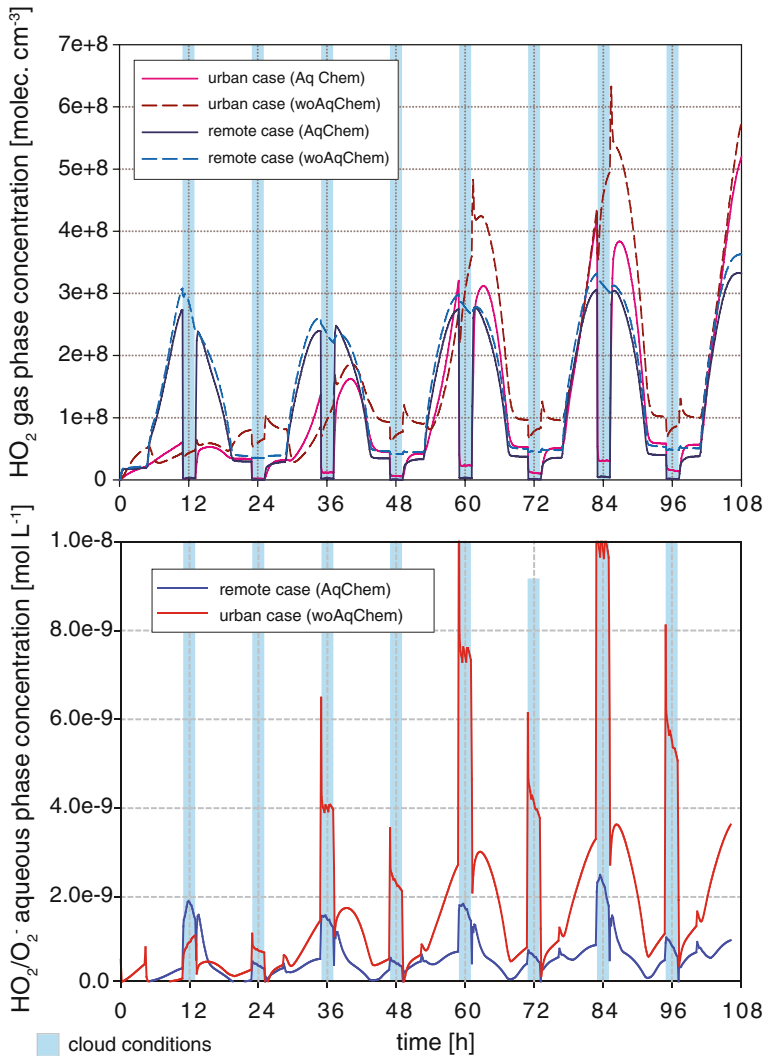 HO₂ gas phase concentration [molec. cm⁻³]
7e+8
6e+8
5e+8
4e+8
3e+8
2e+8
1e+8
0
urban case (Aq Chem)
urban case (woAqChem)
remote case (AqChem)
remote case (woAqChem)
0 12 24 36 48 60 72 84 96 108
HO₂/O₂⁻ aqueous phase concentration [mol L⁻¹]
1.0e-8
8.0e-9
6.0e-9
4.0e-9
2.0e-9
0.0
remote case (AqChem)
urban case (woAqChem)
0 12 24 36 48 60 72 84 96 108
time [h]
cloud conditions